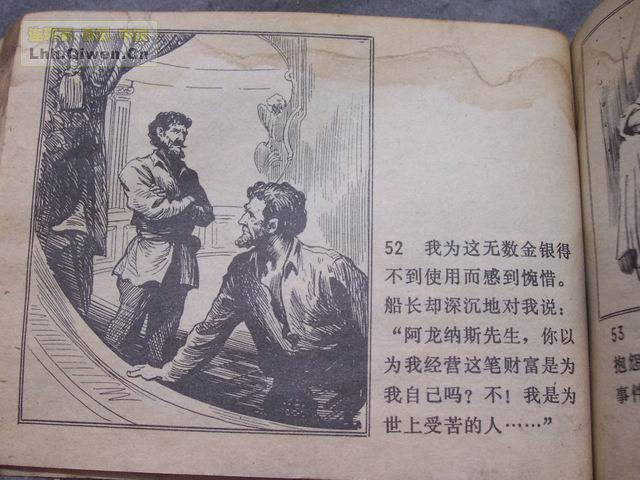 Lhh.Qiwen.Cn
52 我为这无数金银得
不到使用而感到惋惜。
船长却深沉地对我说：
“阿龙纳斯先生，你以
为我经营这笔财富是为
我自己吗？不！我是为
世上受苦的人……”
53
抱怨
事件